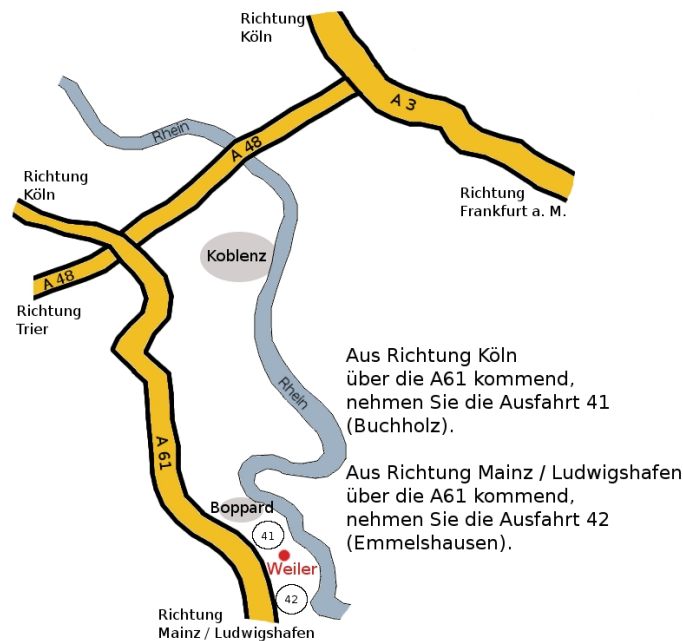 Richtung
Köln
A 3
Rhein
A 48
Richtung
Köln
Richtung
Frankfurt a. M.
Koblenz
A 48
Richtung
Trier
Aus Richtung Köln
über die A61 kommend,
nehmen Sie die Ausfahrt 41
(Buchholz).
Rhein
A 61
Aus Richtung Mainz / Ludwigshafen
über die A61 kommend,
nehmen Sie die Ausfahrt 42
(Emmelshausen).
Boppard
41
Weiler
42
Richtung
Mainz / Ludwigshafen